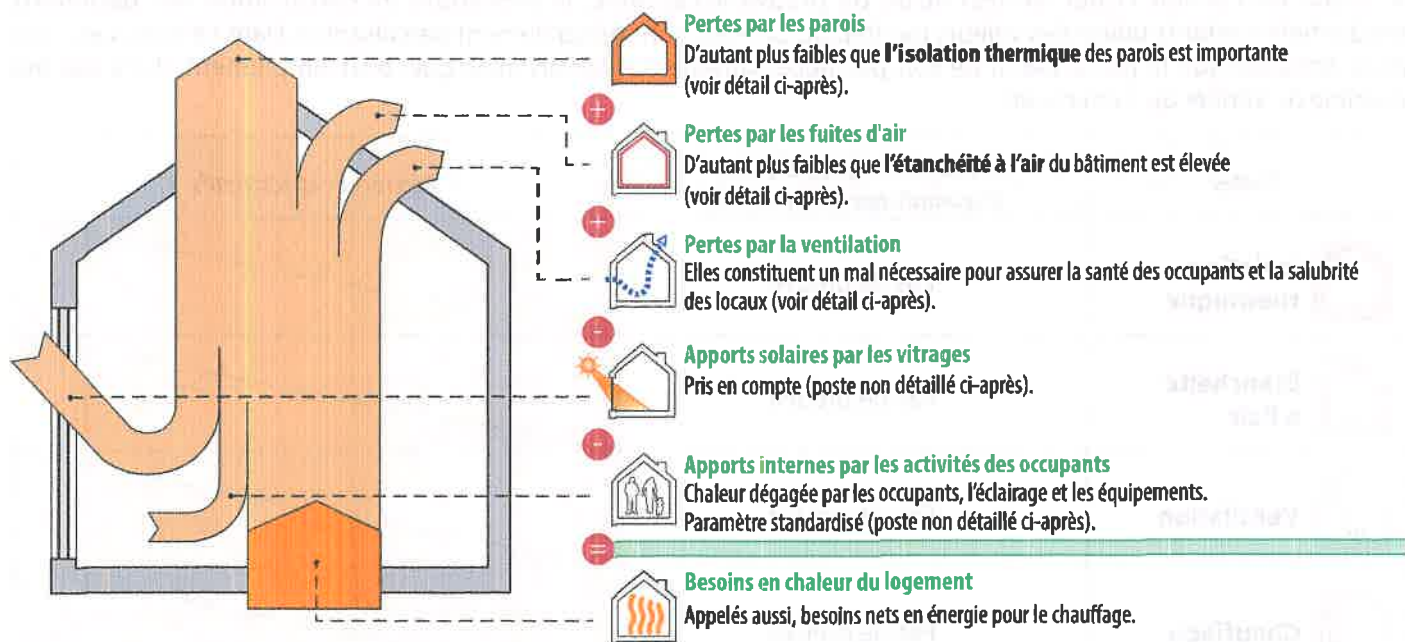 Pertes par les parois
D'autant plus faibles que l'isolation thermique des parois est importante
(voir détail ci-après).
+
Pertes par les fuites d'air
D'autant plus faibles que l'étanchéité à l'air du bâtiment est élevée
(voir détail ci-après).
+
Pertes par la ventilation
Elles constituent un mal nécessaire pour assurer la santé des occupants et la salubrité
des locaux (voir détail ci-après).
-
Apports solaires par les vitrages
Pris en compte (poste non détaillé ci-après).
-
Apports internes par les activités des occupants
Chaleur dégagée par les occupants, l'éclairage et les équipements.
Paramètre standardisé (poste non détaillé ci-après).
=
Besoins en chaleur du logement
Appelés aussi, besoins nets en énergie pour le chauffage.